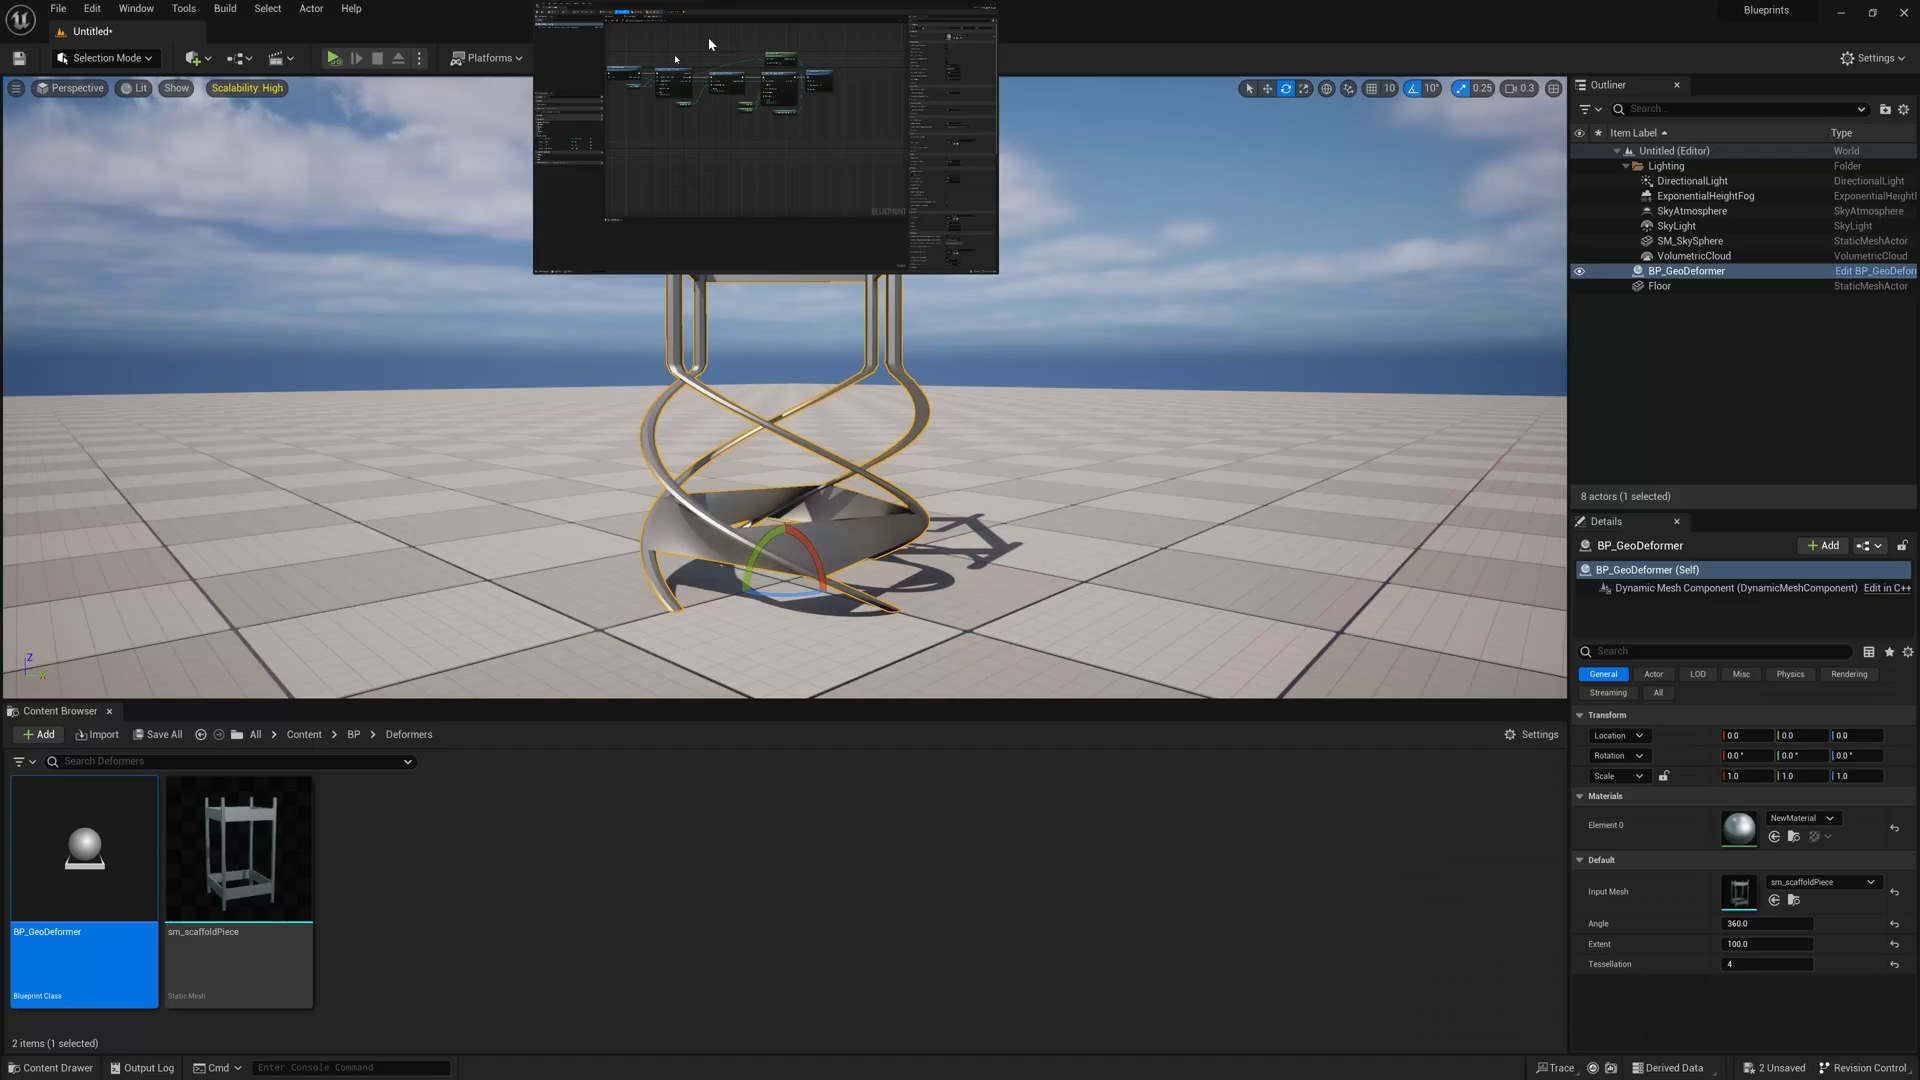 File Edit Window Tools Build Select Actor Help
Blueprints
Untitled*
Selection Mode
Platforms
Settings
Perspective
Lit
Show
Scalability: High
10
10°
0.25
0.3
BLUEPRINT
Outliner
Search...
Item Label
Type
Untitled (Editor) World
Lighting Folder
DirectionalLight DirectionalLight
ExponentialHeightFog ExponentialHeightF
SkyAtmosphere SkyAtmosphere
SkyLight SkyLight
SM_SkySphere StaticMeshActor
VolumetricCloud VolumetricCloud
BP_GeoDeformer Edit BP_GeoDefor
Floor StaticMeshActor
8 actors (1 selected)
Details
BP_GeoDeformer
Add
BP_GeoDeformer (Self)
Dynamic Mesh Component (DynamicMeshComponent) Edit in C++
Search
General Actor LOD Misc Physics Rendering
Streaming All
Transform
Location 0.0 0.0 0.0
Rotation 0.0 ° 0.0 ° 0.0 °
Scale 1.0 1.0 1.0
Materials
Element 0
NewMaterial
Default
Input Mesh
sm_scaffoldPiece
Angle 360.0
Extent 100.0
Tessellation 4
Z
Content Browser
Add Import Save All All > Content > BP > Deformers
Settings
Search Deformers
BP_GeoDeformer
Blueprint Class
sm_scaffoldPiece
Static Mesh
2 items (1 selected)
Content Drawer Output Log Cmd Enter Console Command
Trace Derived Data 2 Unsaved Revision Control